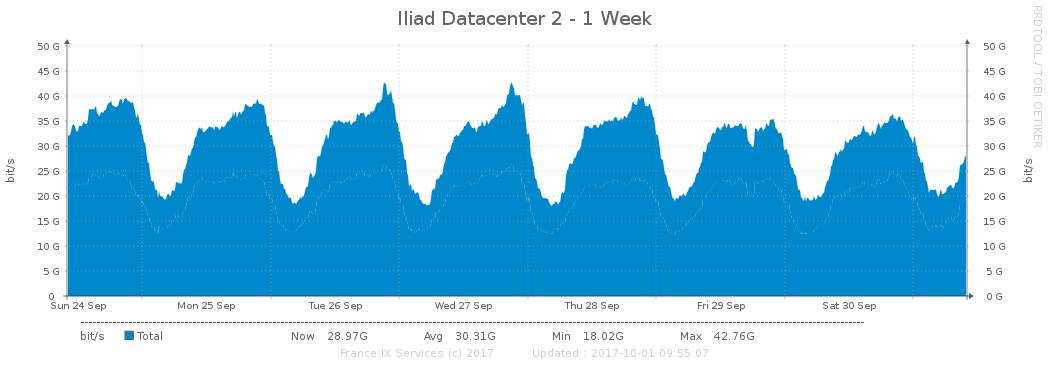 Iliad Datacenter 2 - 1 Week
RRDTOOL / TOBI OETIKER
bit/s
50 G 50 G
45 G 45 G
40 G 40 G
35 G 35 G
30 G 30 G
25 G 25 G
20 G 20 G
15 G 15 G
10 G 10 G
5 G 5 G
0 0 G
bit/s
Sun 24 Sep Mon 25 Sep Tue 26 Sep Wed 27 Sep Thu 28 Sep Fri 29 Sep Sat 30 Sep
bit/s Total Now 28.97G Avg 30.31G Min 18.02G Max 42.76G
France-IX Services (c) 2017 Updated : 2017-10-01 09:55:07